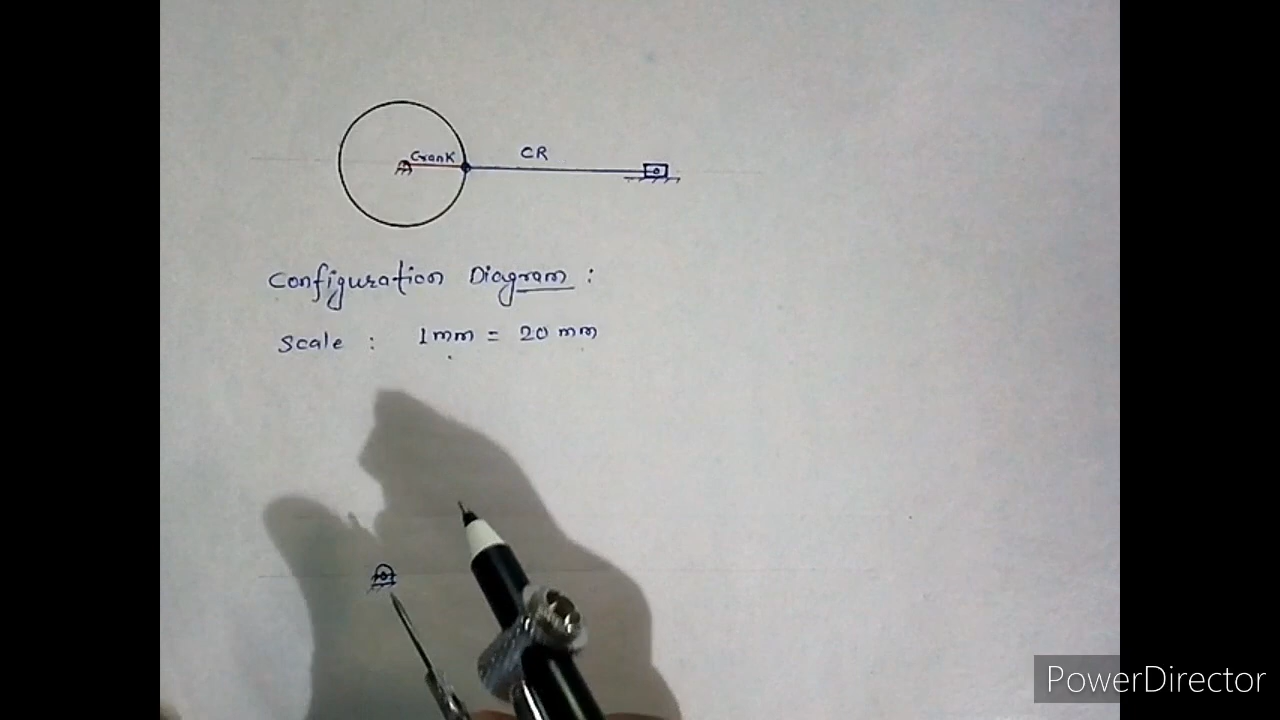 Crank CR
Configuration Diagram :
Scale : 1mm = 20 mm
PowerDirector